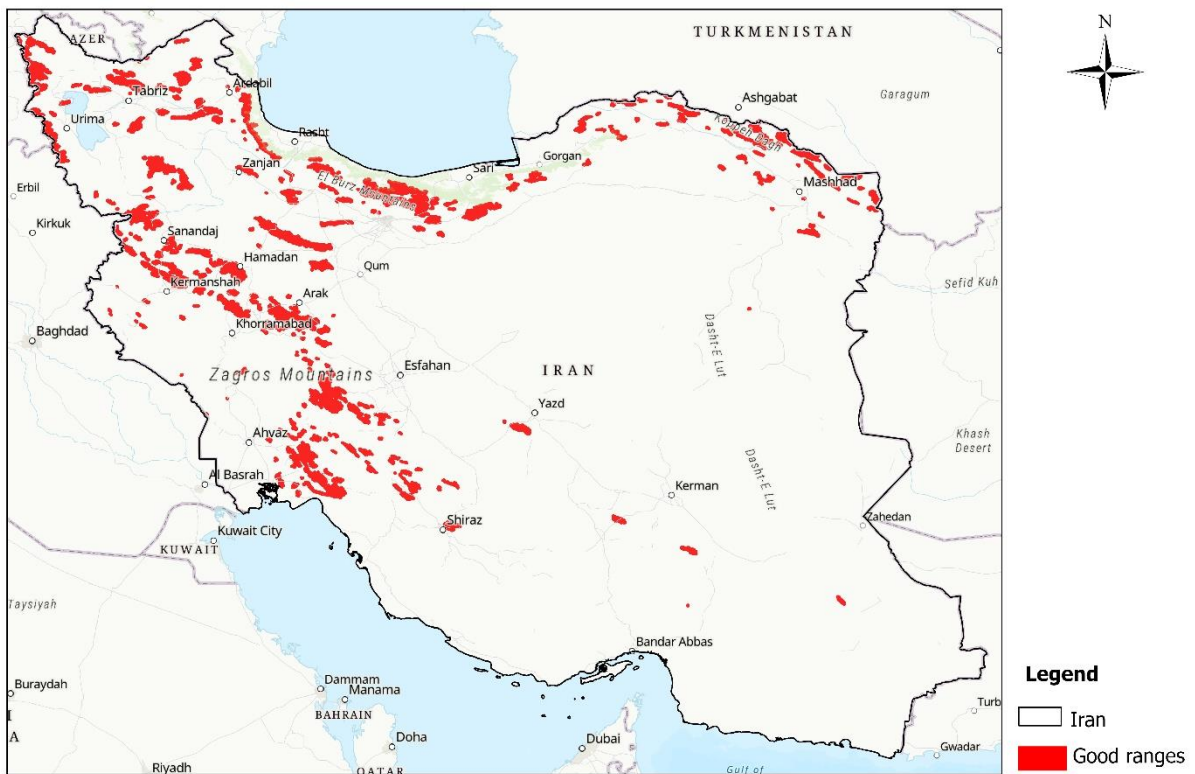 AZER
TURKMENISTAN
N
Ardabil
Tabriz
Ashgabat
Garagum
Urima
Rasht
Koppeh Dagh
Gorgan
Zanjan
Sari
El Burz Mountains
Mashhad
Erbil
Kirkuk
Sanandaj
Hamadan
Qum
Sefid Kuh
Kermanshah
Arak
Baghdad
Khorramabad
Dasht-E Lut
Zagros Mountains
Esfahan
IRAN
Yazd
Ahvaz
Khash
Desert
Al Basrah
Dasht-E Lut
Kerman
Shiraz
Zahedan
Kuwait City
KUWAIT
Taysiyah
Bandar Abbas
Legend
Dammam
Buraydah
Manama
Turb
Iran
I
A
BAHRAIN
Doha
Dubai
Gwadar
Good ranges
Riyadh
QATAR
Gulf of